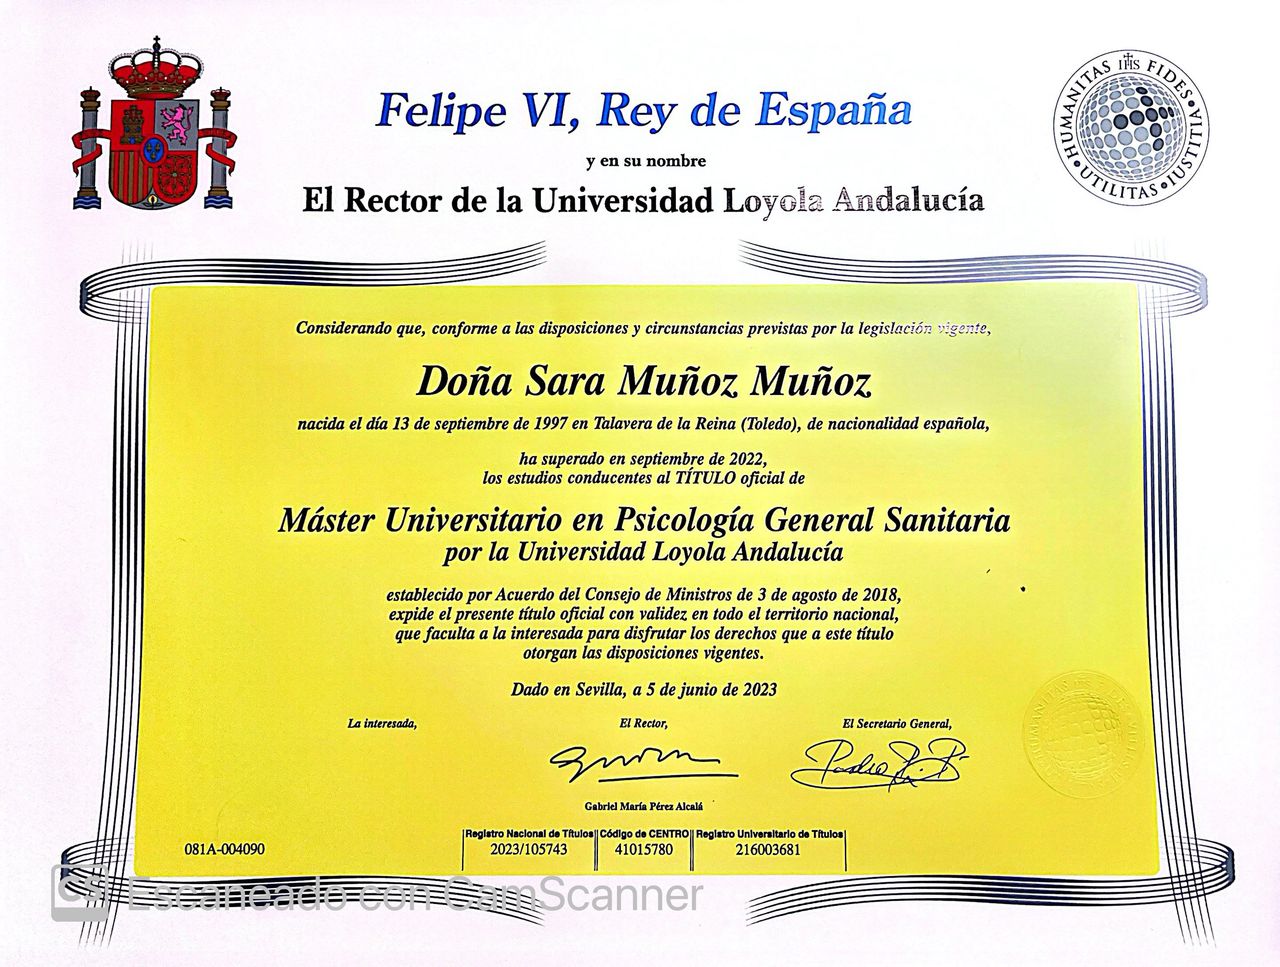 Felipe VI, Rey de España
y en su nombre
El Rector de la Universidad Loyola Andalucía
HUMANITAS IHS FIDES • IUSTITIA • UTILITAS •
Considerando que, conforme a las disposiciones y circunstancias previstas por la legislación vigente,
Doña Sara Muñoz Muñoz
nacida el día 13 de septiembre de 1997 en Talavera de la Reina (Toledo), de nacionalidad española,
ha superado en septiembre de 2022,
los estudios conducentes al TÍTULO oficial de
Máster Universitario en Psicología General Sanitaria
por la Universidad Loyola Andalucía
establecido por Acuerdo del Consejo de Ministros de 3 de agosto de 2018,
expide el presente título oficial con validez en todo el territorio nacional,
que faculta a la interesada para disfrutar los derechos que a este título
otorgan las disposiciones vigentes.
Dado en Sevilla, a 5 de junio de 2023
La interesada,
El Rector,
El Secretario General,
Gabriel María Pérez Alcalá
081A-004090
Registro Nacional de Títulos
2023/105743
Código de CENTRO
41015780
Registro Universitario de Títulos
216003681
CS Escaneado con CamScanner